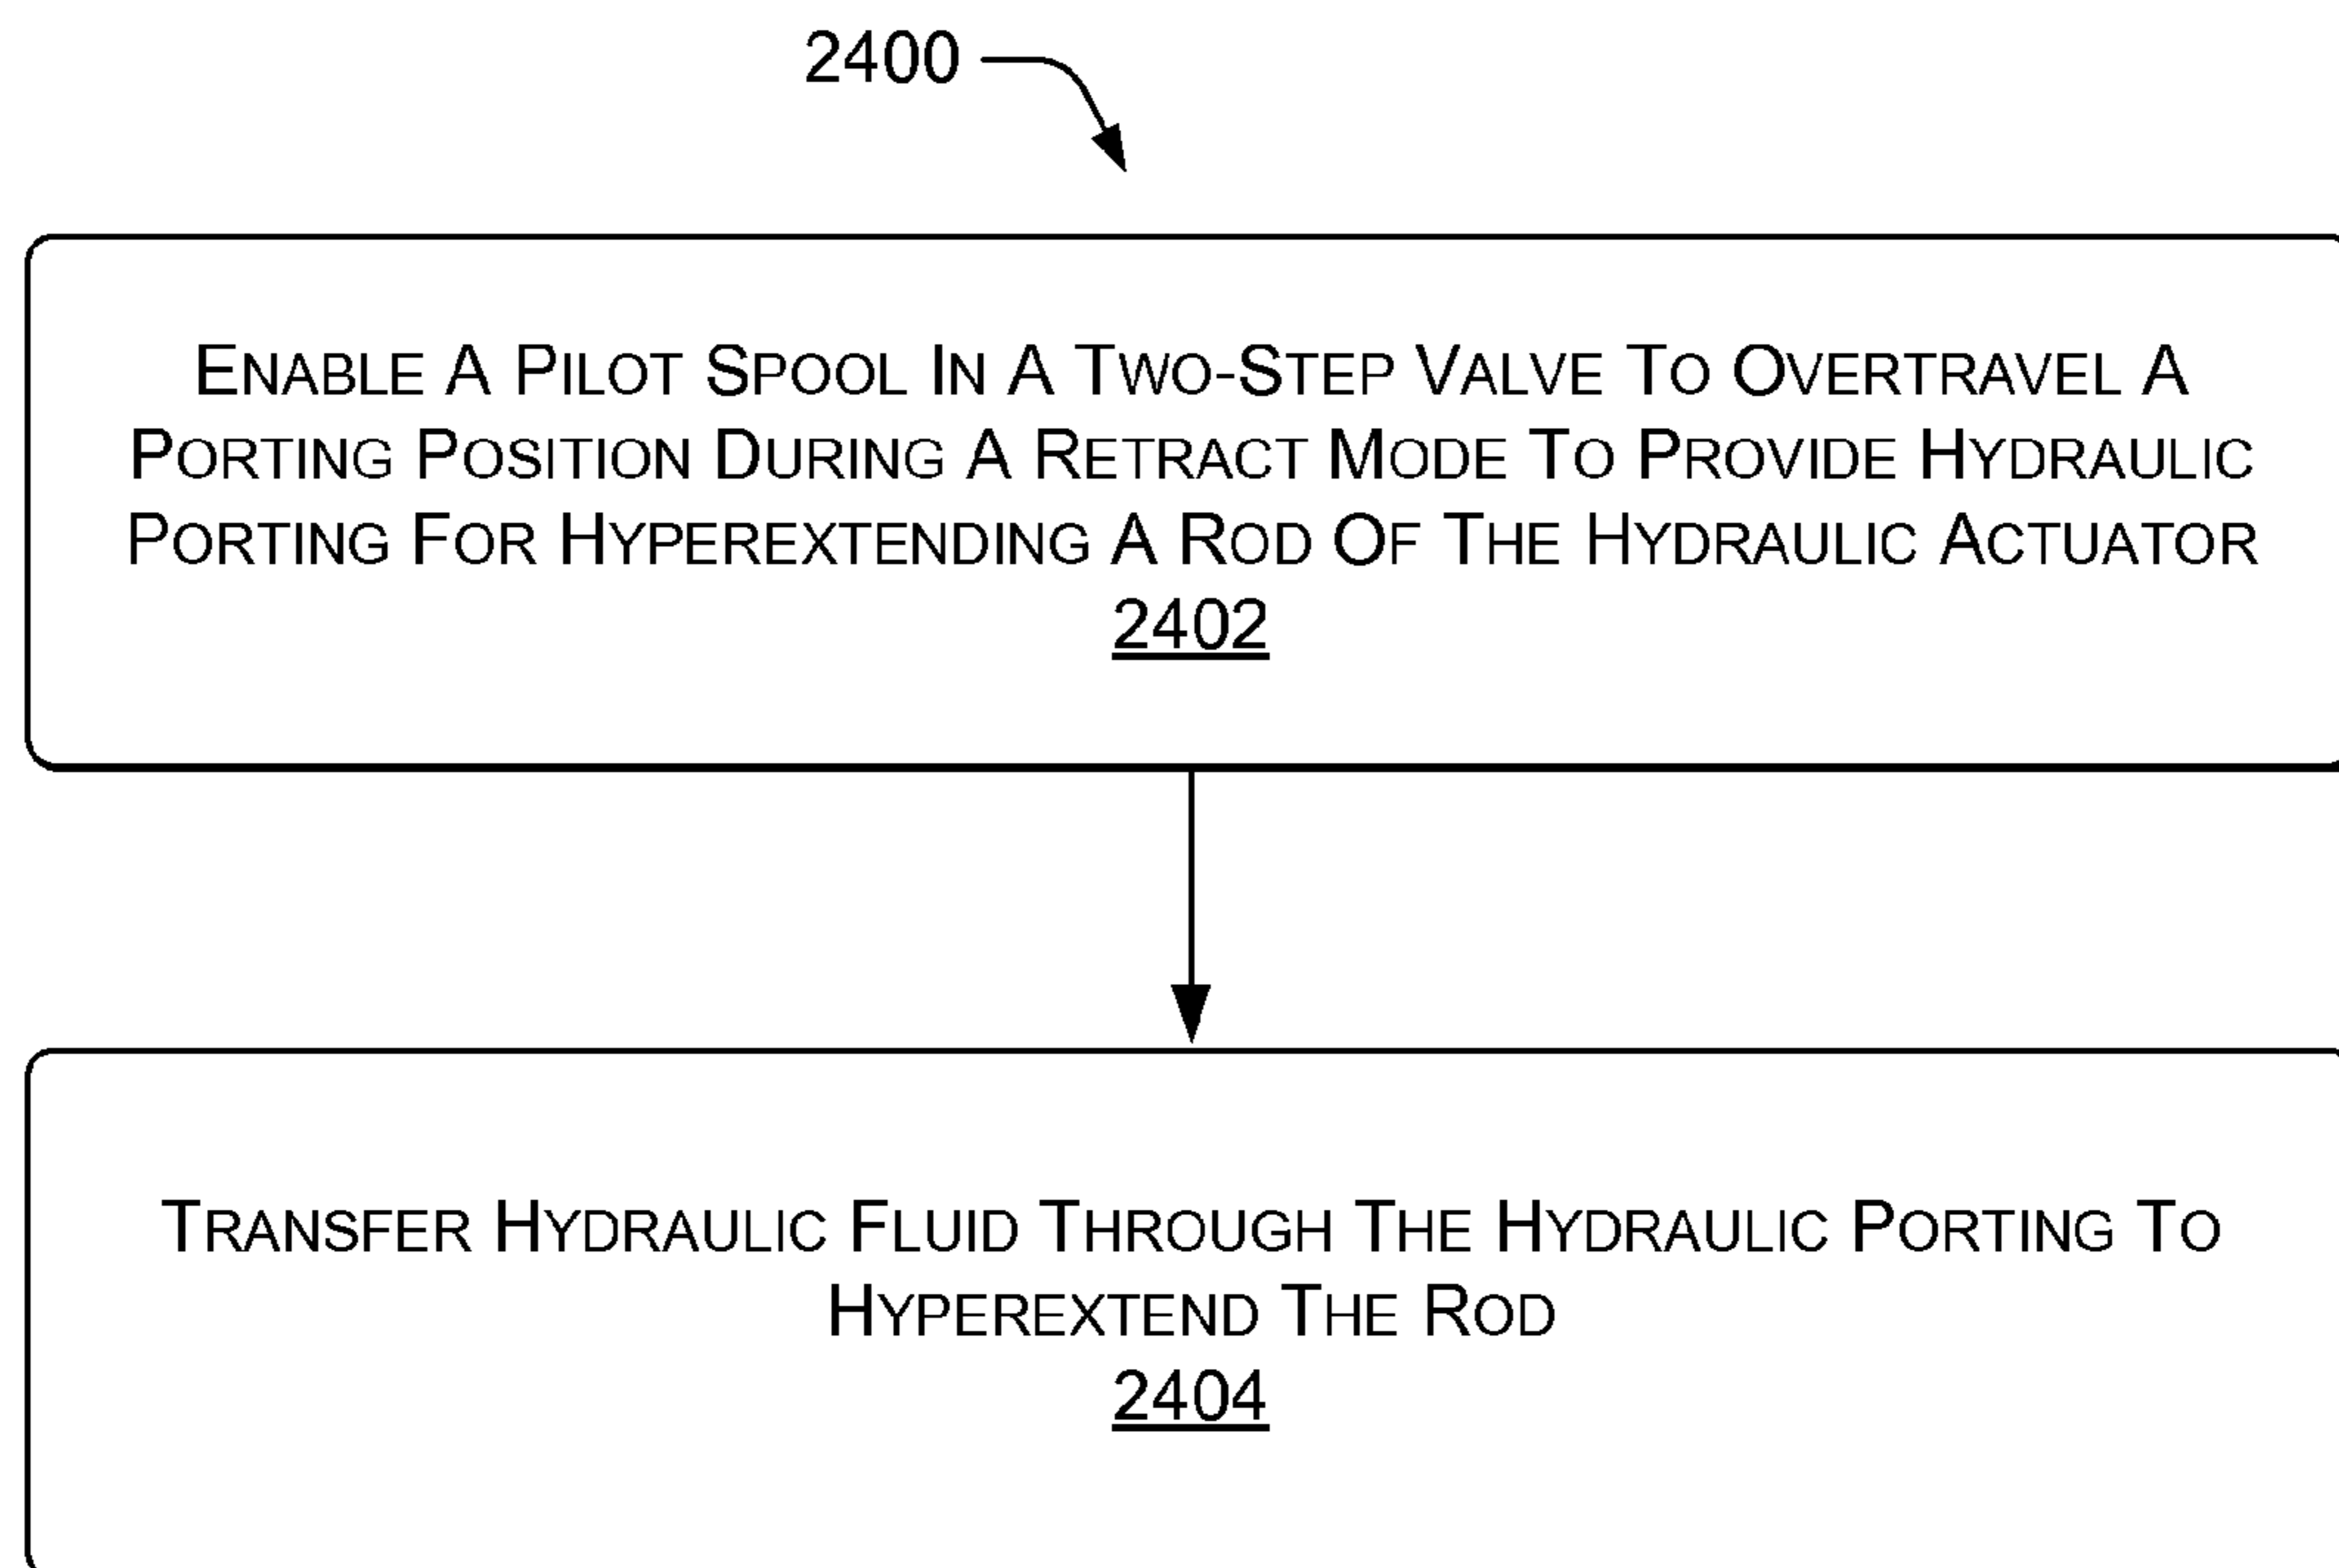 2400
ENABLE A PILOT SPOOL IN A TWO-STEP VALVE TO OVERTRAVEL A
PORTING POSITION DURING A RETRACT MODE TO PROVIDE HYDRAULIC
PORTING FOR HYPEREXTENDING A ROD OF THE HYDRAULIC ACTUATOR
2402
TRANSFER HYDRAULIC FLUID THROUGH THE HYDRAULIC PORTING TO
HYPEREXTEND THE ROD
2404